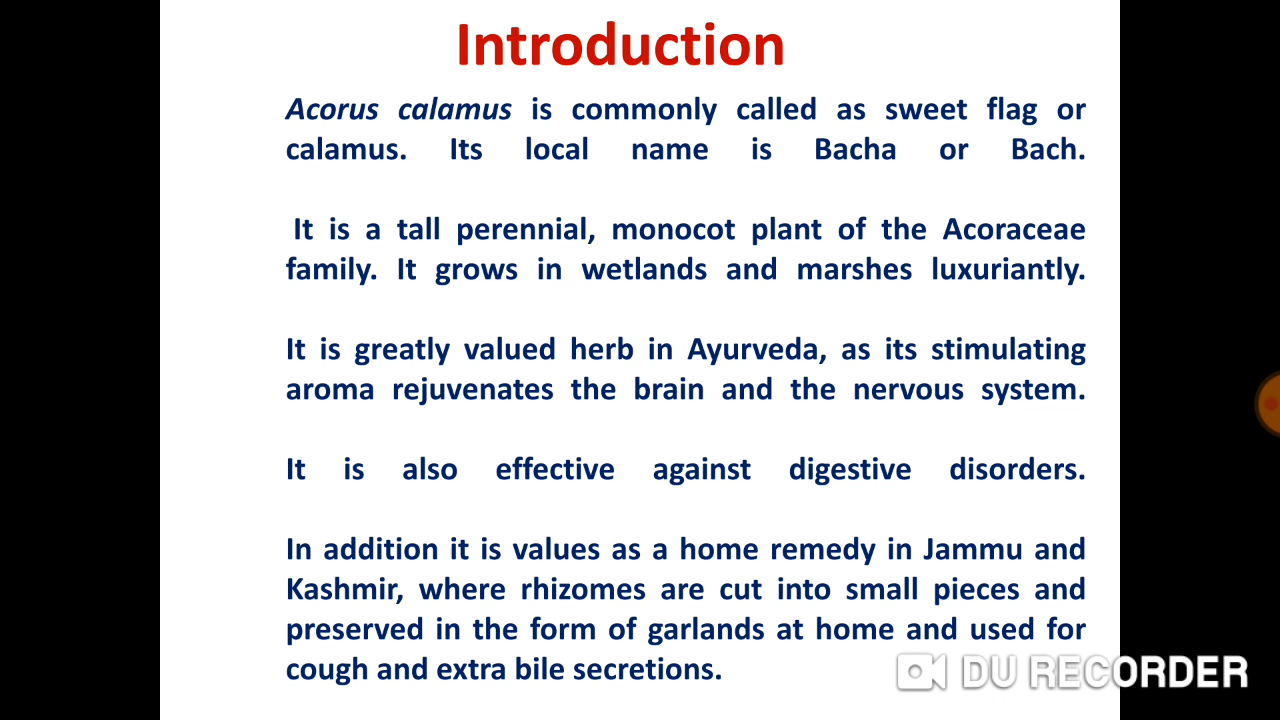 Introduction
Acorus calamus is commonly called as sweet flag or
calamus. Its local name is Bacha or Bach.
It is a tall perennial, monocot plant of the Acoraceae
family. It grows in wetlands and marshes luxuriantly.
It is greatly valued herb in Ayurveda, as its stimulating
aroma rejuvenates the brain and the nervous system.
It is also effective against digestive disorders.
In addition it is values as a home remedy in Jammu and
Kashmir, where rhizomes are cut into small pieces and
preserved in the form of garlands at home and used for
cough and extra bile secretions.
DU RECORDER